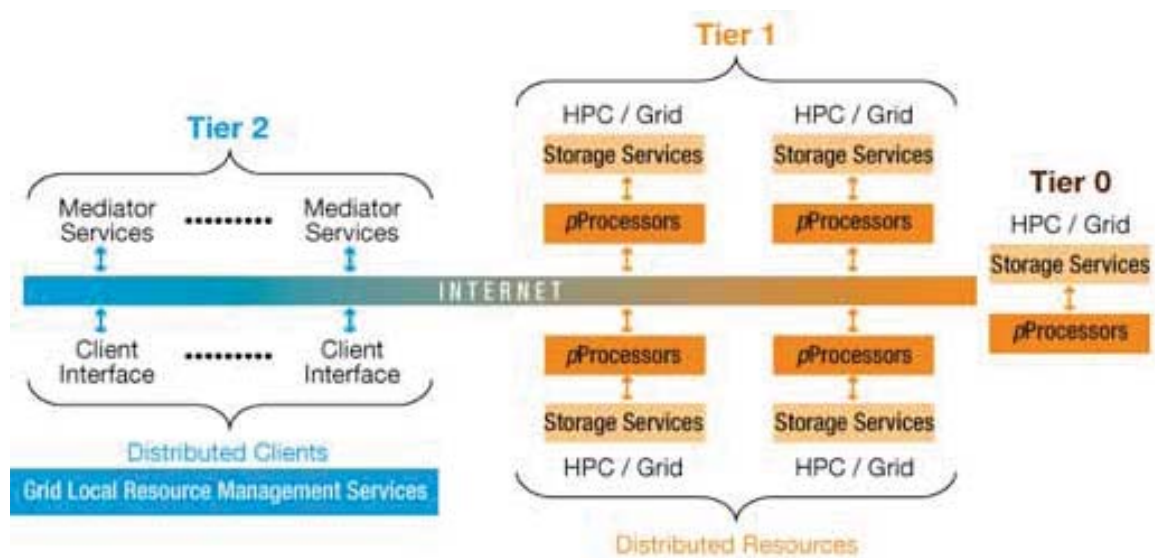 Tier 1
HPC / Grid
HPC / Grid
Storage Services
Storage Services
pProcessors
pProcessors
Tier 2
Mediator
Services
Mediator
Services
Tier 0
HPC / Grid
Storage Services
pProcessors
INTERNET
Client
Interface
Client
Interface
pProcessors
pProcessors
Storage Services
Storage Services
HPC / Grid
HPC / Grid
Distributed Clients
Grid Local Resource Management Services
Distributed Resources